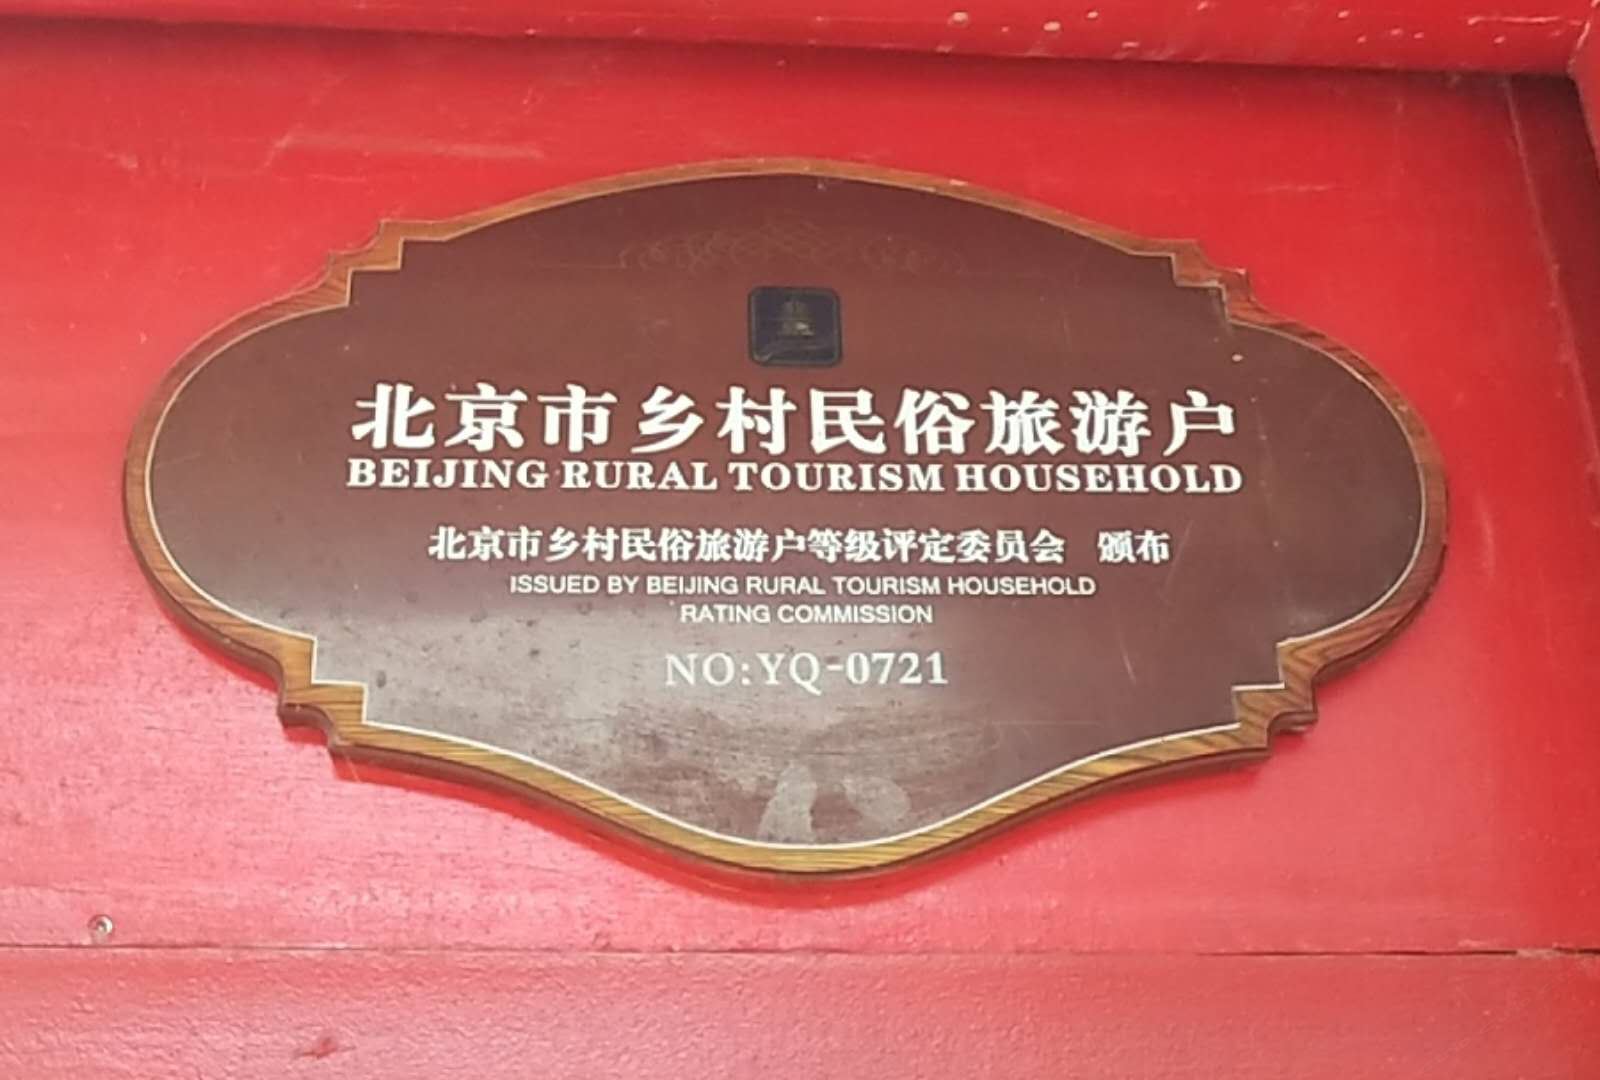 北京市乡村民俗旅游户
BEIJING RURAL TOURISM HOUSEHOLD
北京市乡村民俗旅游户等级评定委员会 颁布
ISSUED BY BEIJING RURAL TOURISM HOUSEHOLD
RATING COMMISSION
NO:YQ-0721